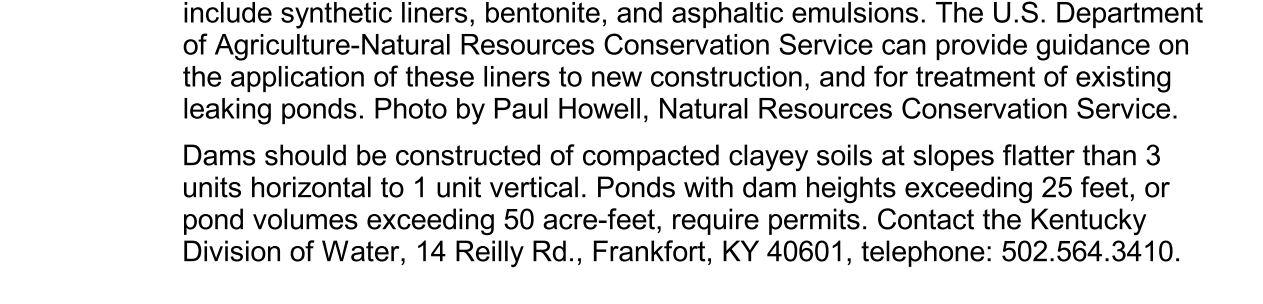 include synthetic liners, bentonite, and asphaltic emulsions. The U.S. Department
of Agriculture-Natural Resources Conservation Service can provide guidance on
the application of these liners to new construction, and for treatment of existing
leaking ponds. Photo by Paul Howell, Natural Resources Conservation Service.
Dams should be constructed of compacted clayey soils at slopes flatter than 3
units horizontal to 1 unit vertical. Ponds with dam heights exceeding 25 feet, or
pond volumes exceeding 50 acre-feet, require permits. Contact the Kentucky
Division of Water, 14 Reilly Rd., Frankfort, KY 40601, telephone: 502.564.3410.